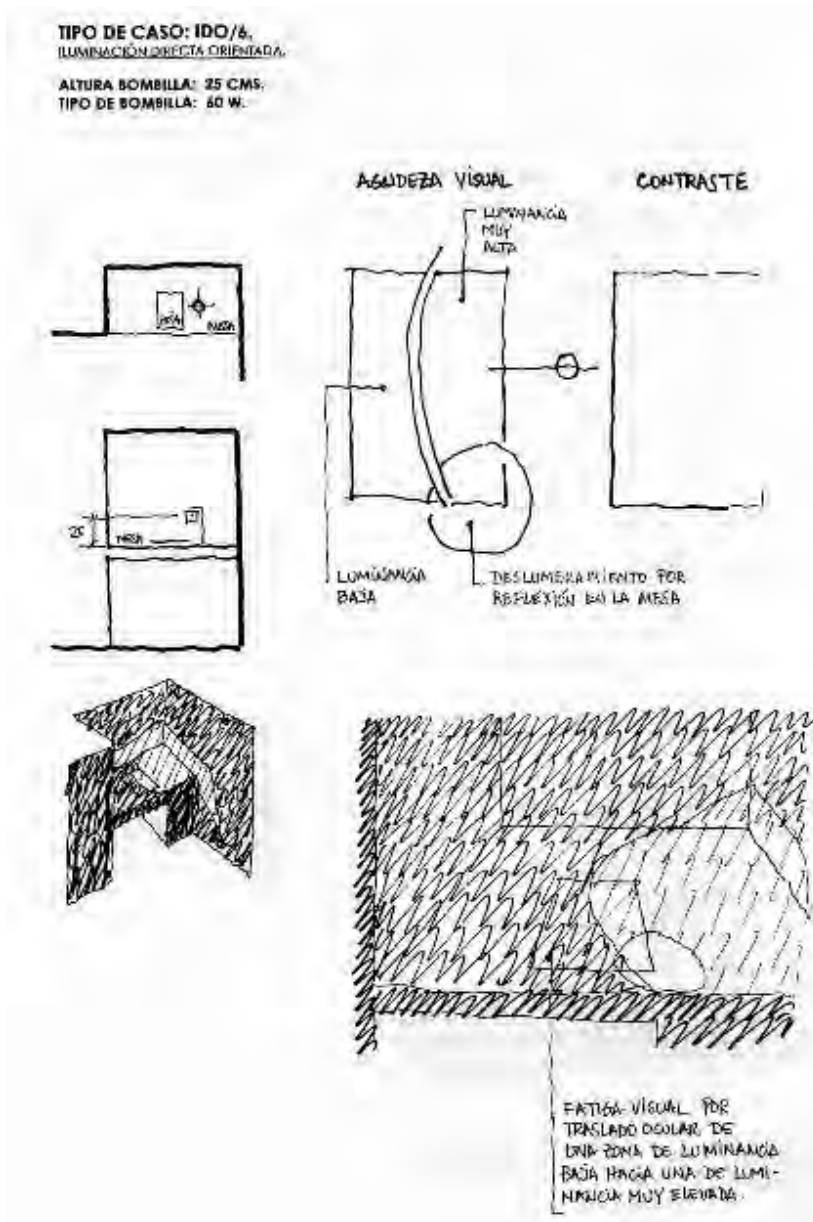 TIPO DE CASO: IDO/6.
ILUMINACIÓN DIRECTA ORIENTADA.
ALTURA BOMBILLA: 25 CMS.
TIPO DE BOMBILLA: 60 W.
AGUDEZA VISUAL
CONTRASTE
LUMINANCIA
MUY
ALTA
MESA
25
MESA
LUMINANCIA
BAJA
DESLUMBRAMIENTO POR
REFLEXIÓN EN LA MESA
FATIGA VISUAL POR
TRASLADO OCULAR DE
UNA ZONA DE LUMINANCIA
BAJA HACIA UNA DE LUMI-
NANCIA MUY ELEVADA.